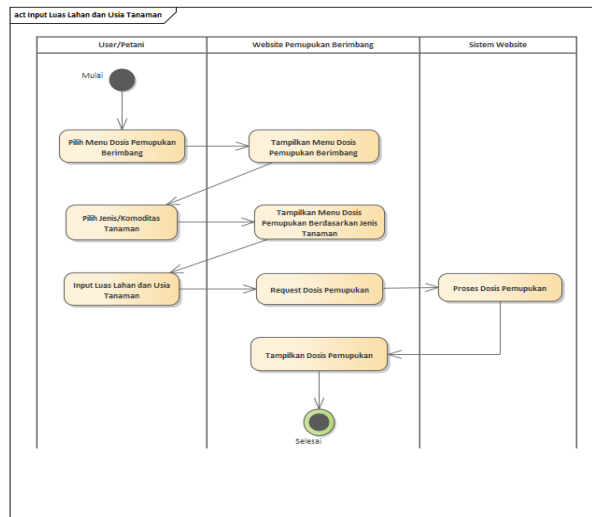 act Input Luas Lahan dan Usia Tanaman
User/Petani
Website Pemupukan Berimbang
Sistem Website
Mulai
Pilih Menu Dosis Pemupukan
Berimbang
Tampilkan Menu Dosis
Pemupukan Berimbang
Pilih Jenis/Komoditas
Tanaman
Tampilkan Menu Dosis
Pemupukan Berdasarkan Jenis
Tanaman
Input Luas Lahan dan Usia
Tanaman
Request Dosis Pemupukan
Proses Dosis Pemupukan
Tampilkan Dosis Pemupukan
Selesai